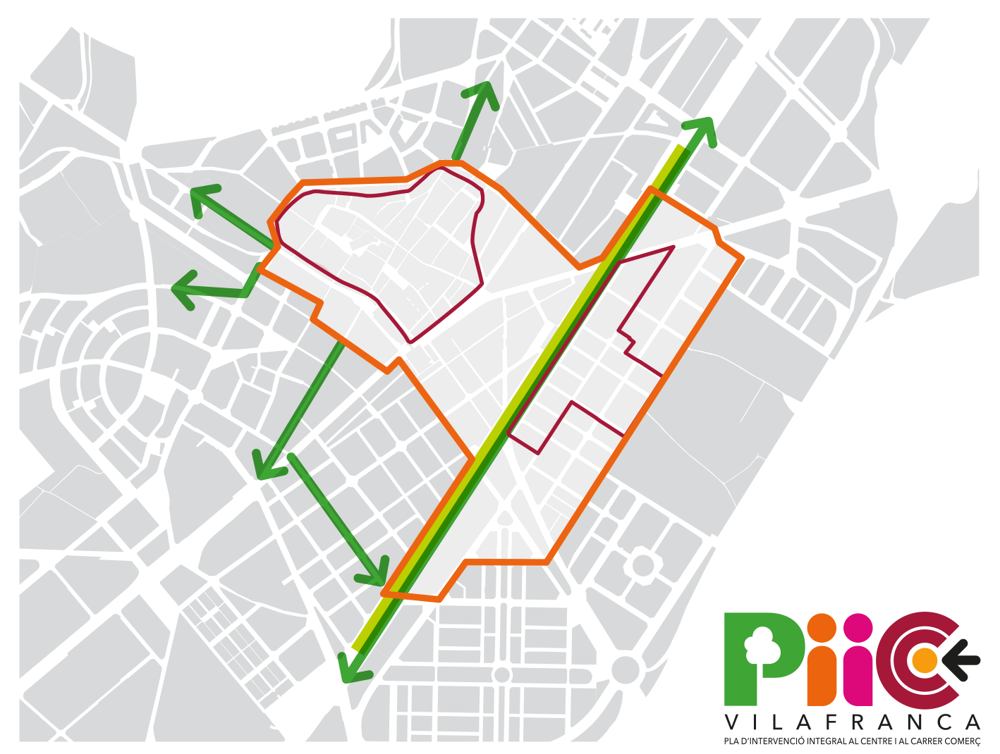 PiiC
VILAFRANCA
PLA D'INTERVENCIÓ INTEGRAL AL CENTRE I AL CARRER COMERÇ